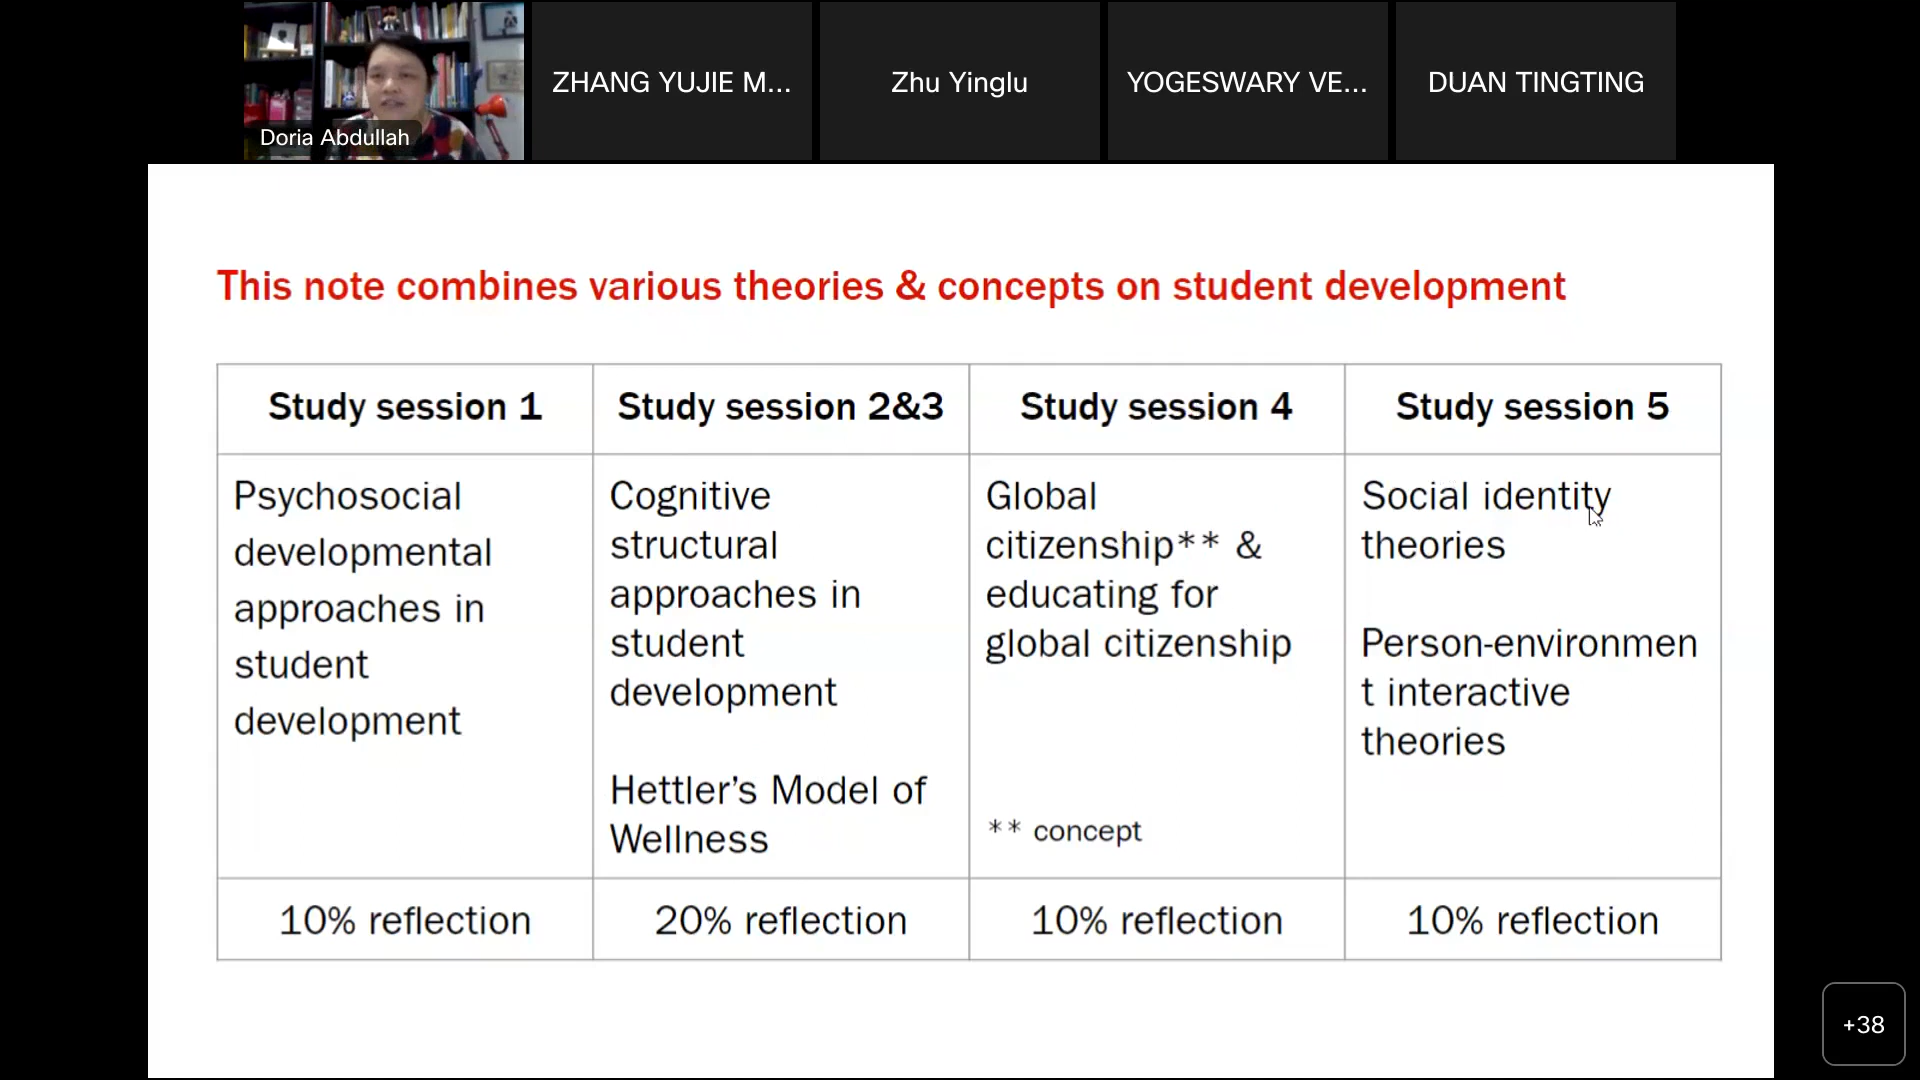 Doria Abdullah
ZHANG YUJIE M...
Zhu Yinglu
YOGESWARY VE...
DUAN TINGTING
This note combines various theories & concepts on student development
Study session 1
Study session 2&3
Study session 4
Study session 5
Psychosocial
developmental
approaches in
student
development
Cognitive
structural
approaches in
student
development
Hettler's Model of
Wellness
Global
citizenship** &
educating for
global citizenship
** concept
Social identity
theories
Person-environmen
t interactive
theories
10% reflection
20% reflection
10% reflection
10% reflection
+38